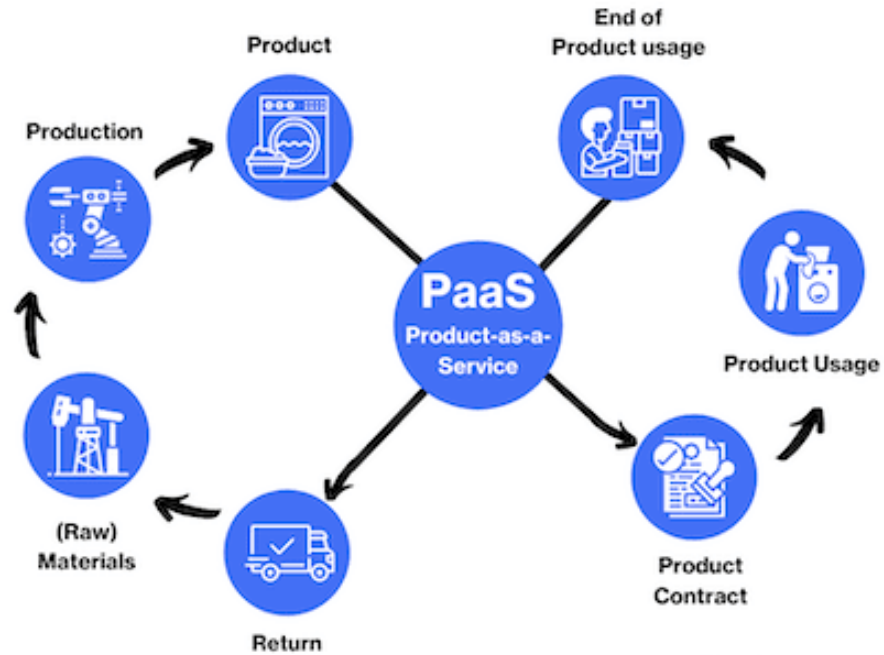 End of
Product usage
Product
Production
PaaS
Product-as-a-
Service
Product Usage
(Raw)
Materials
Product
Contract
Return